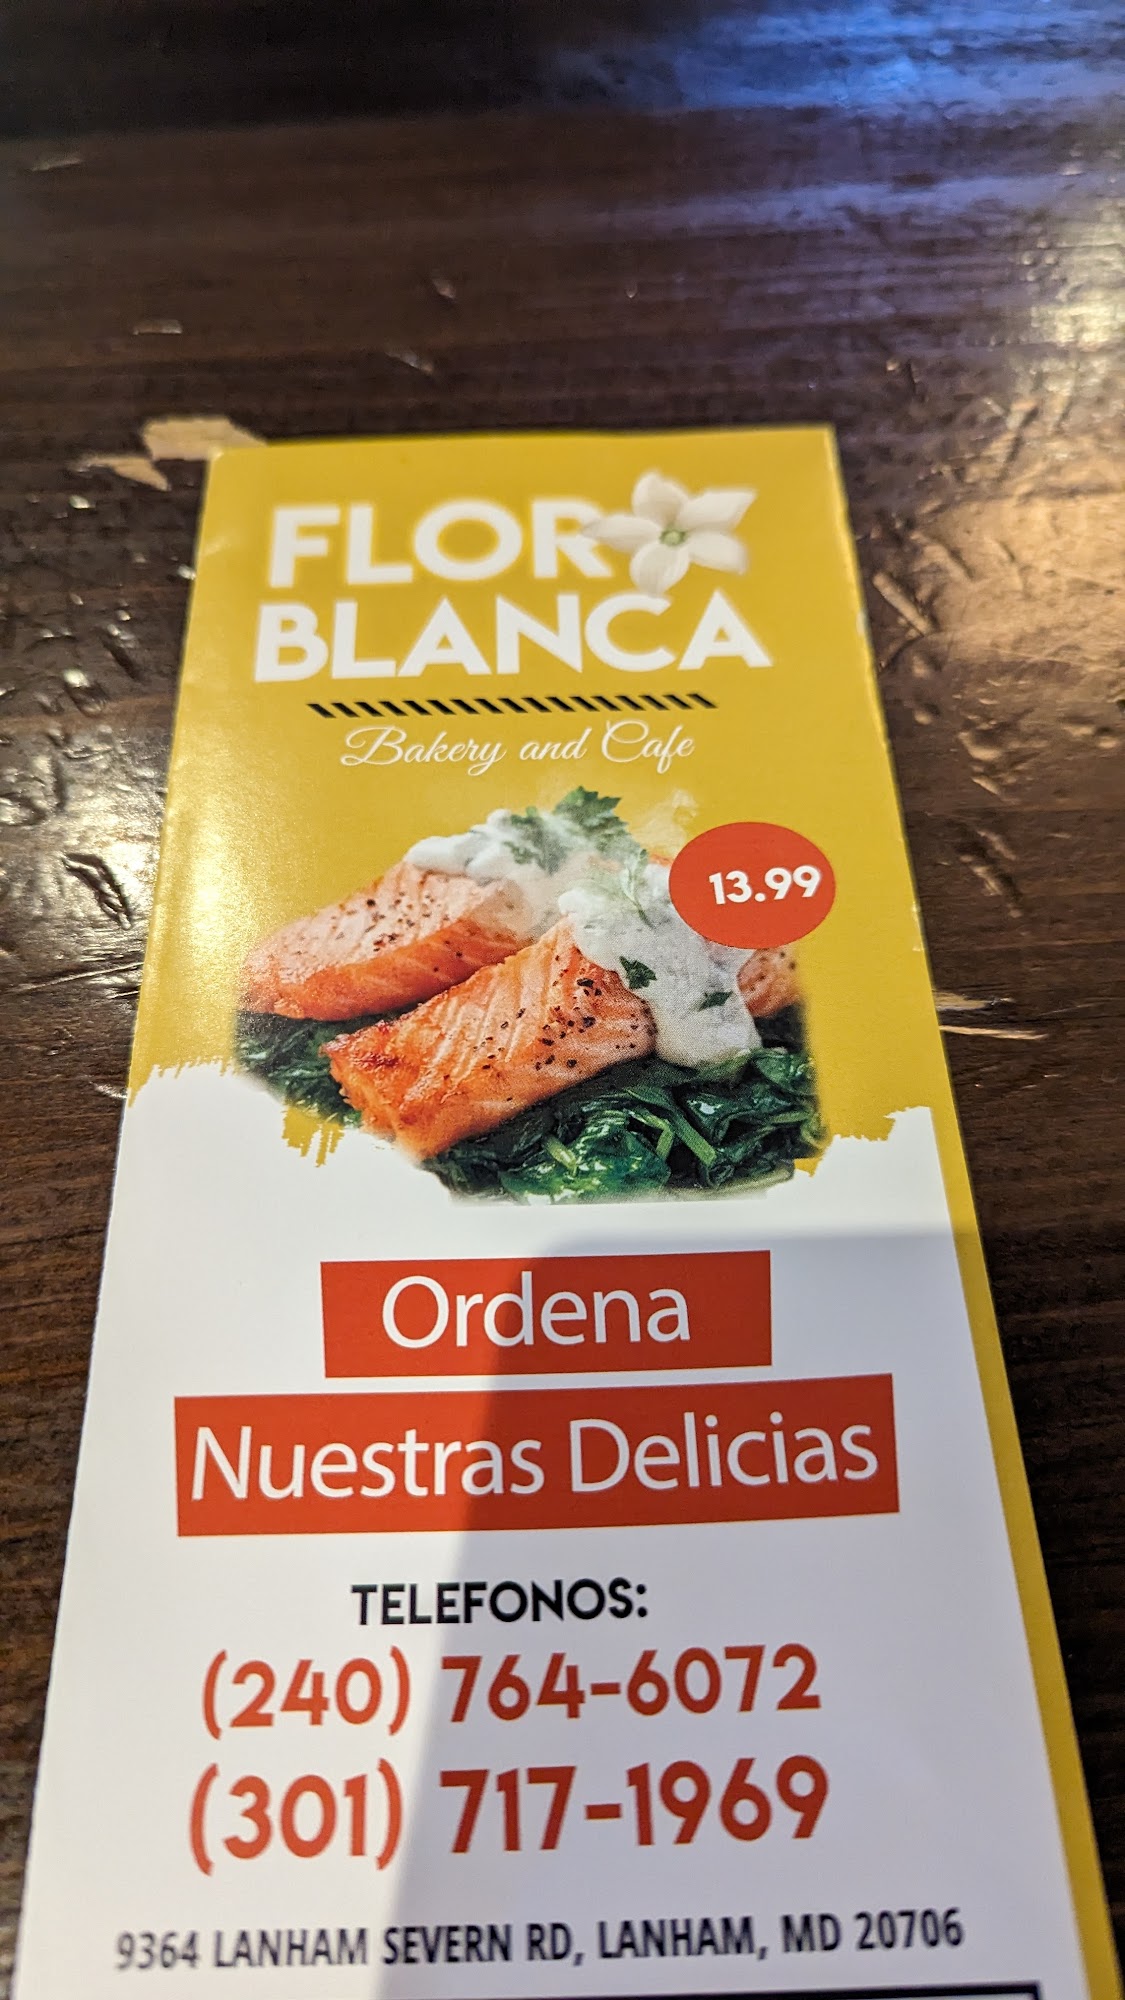 FLOR
BLANCA
Bakery and Cafe
13.99
Ordena
Nuestras Delicias
TELEFONOS:
(240) 764-6072
(301) 717-1969
9364 LANHAM SEVERN RD, LANHAM, MD 20706